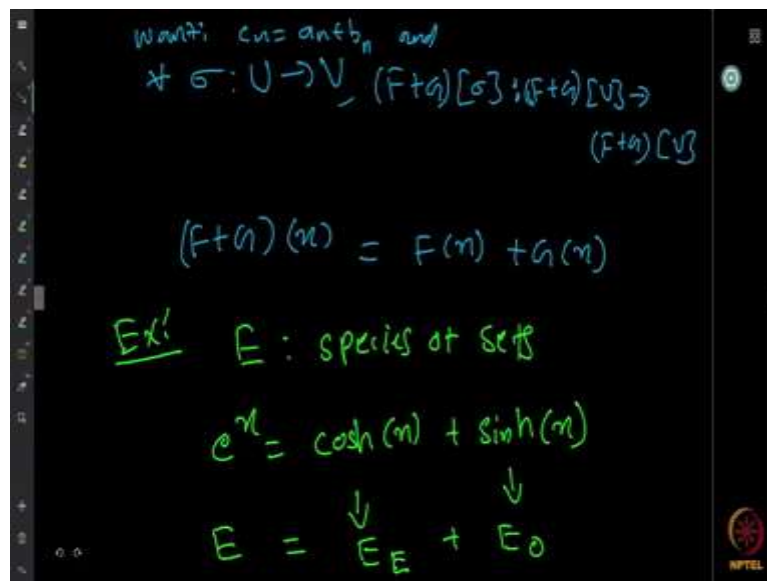 Want: cn = an+bn and
∀ σ: U → V, (F+G)[σ] : (F+G)[U] →
(F+G)[V]
(F+G)(x) = F(x) + G(x)
Ex: E : species of sets
e^x = cosh(x) + sinh(x)
↓ ↓
E = E_E + E_O
NPTEL